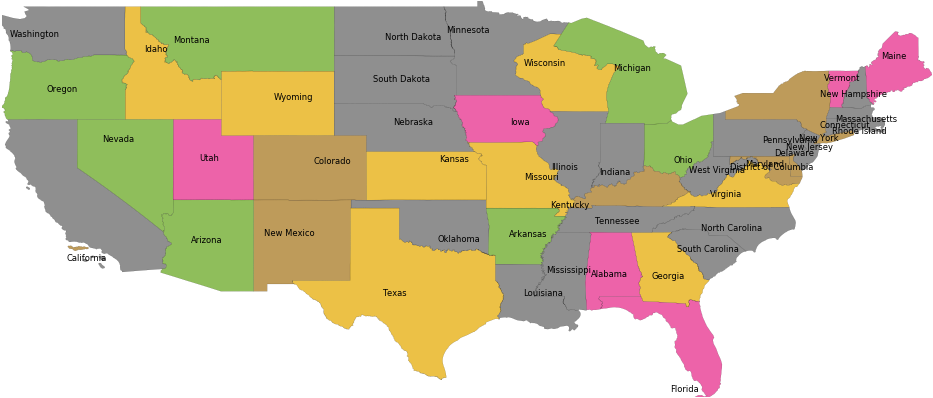 Washington
Montana
Idaho
North Dakota
Minnesota
Wisconsin
Michigan
Vermont
Maine
Oregon
Wyoming
South Dakota
New Hampshire
Nevada
Nebraska
Iowa
Massachusetts
Connecticut
Rhode Island
Utah
Colorado
Kansas
Missouri
Illinois
Indiana
Ohio
Pennsylvania
New York
New Jersey
Delaware
West Virginia
Maryland
District of Columbia
Virginia
Kentucky
California
Arizona
New Mexico
Oklahoma
Arkansas
Tennessee
North Carolina
South Carolina
Texas
Louisiana
Mississippi
Alabama
Georgia
Florida